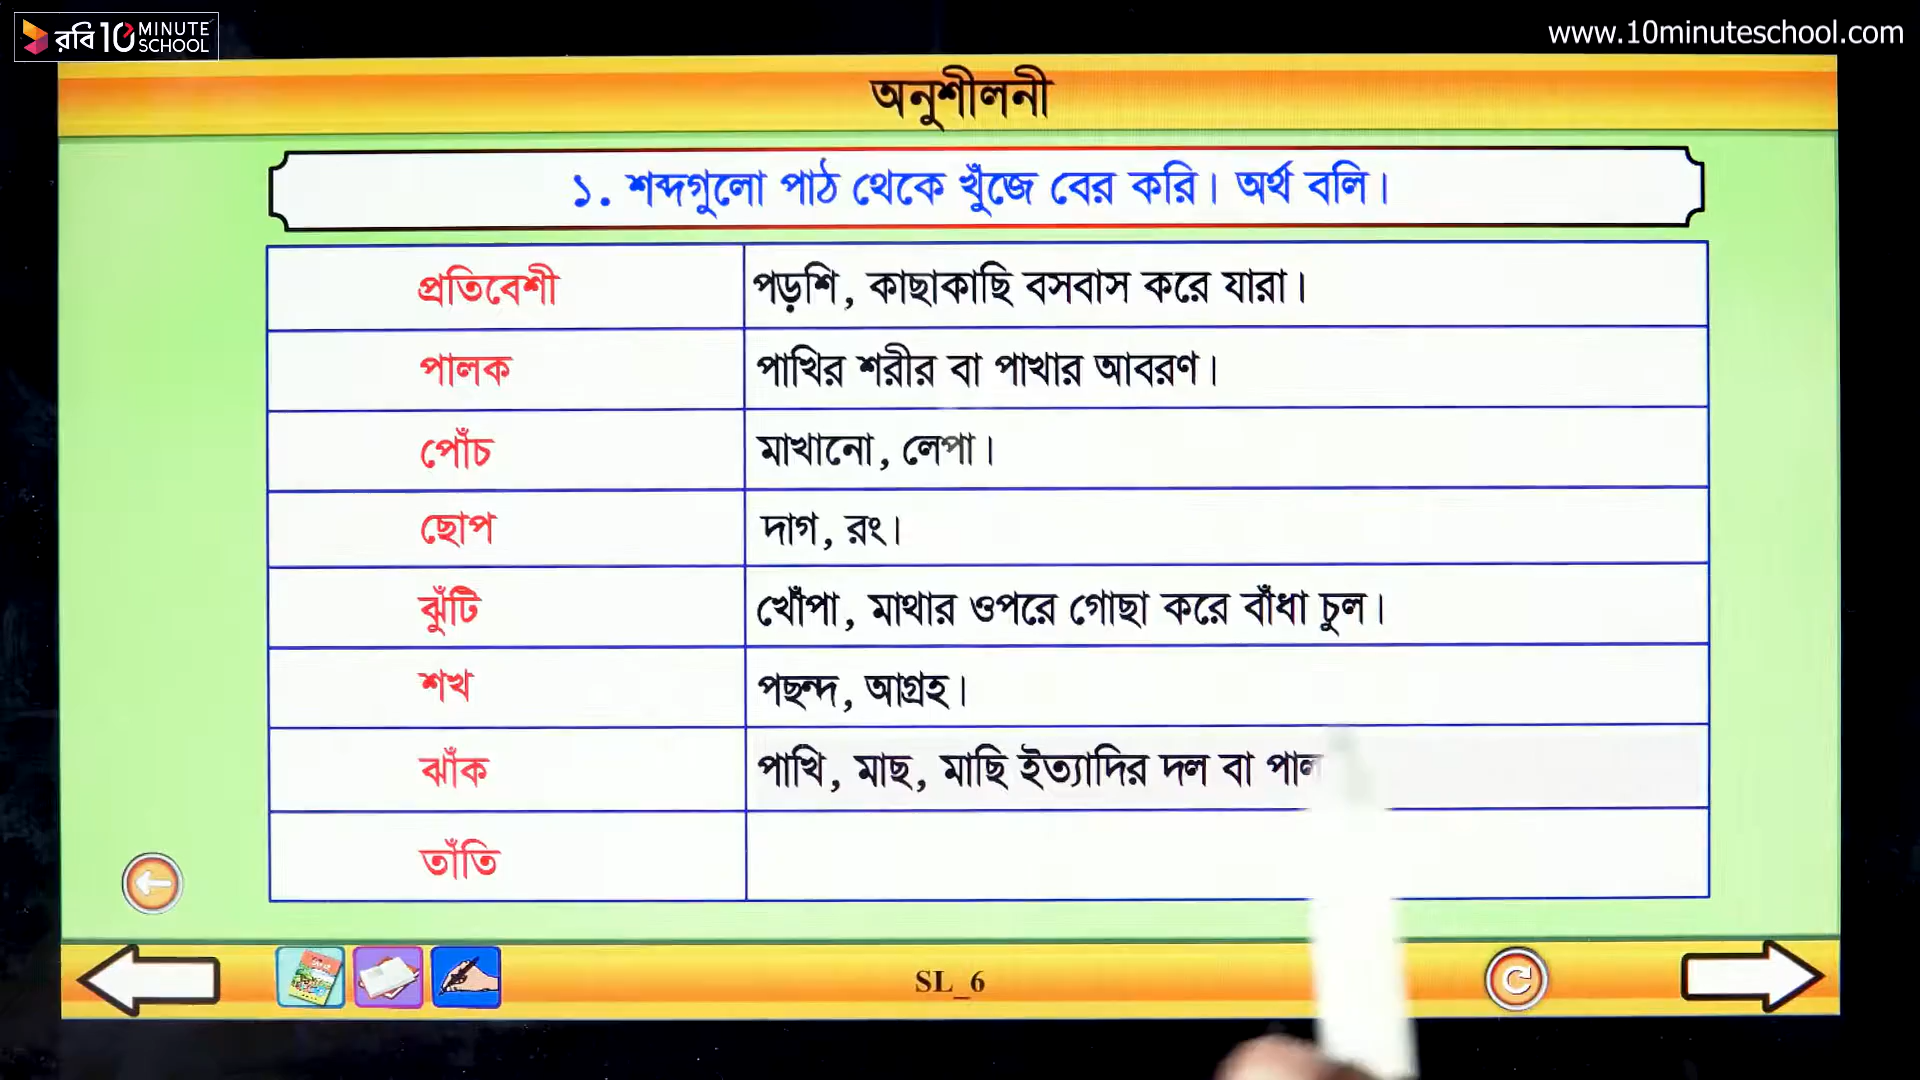 রবি 10 MINUTE SCHOOL
www.10minuteschool.com
অনুশীলনী
১. শব্দগুলো পাঠ থেকে খুঁজে বের করি। অর্থ বলি।
প্রতিবেশী পড়শি, কাছাকাছি বসবাস করে যারা।
পালক পাখির শরীর বা পাখার আবরণ।
পোঁচ মাখানো, লেপা।
ছোপ দাগ, রং।
ঝুঁটি খোঁপা, মাথার ওপরে গোছা করে বাঁধা চুল।
শখ পছন্দ, আগ্রহ।
ঝাঁক পাখি, মাছ, মাছি ইত্যাদির দল বা পাল
তাঁতি
SL_6